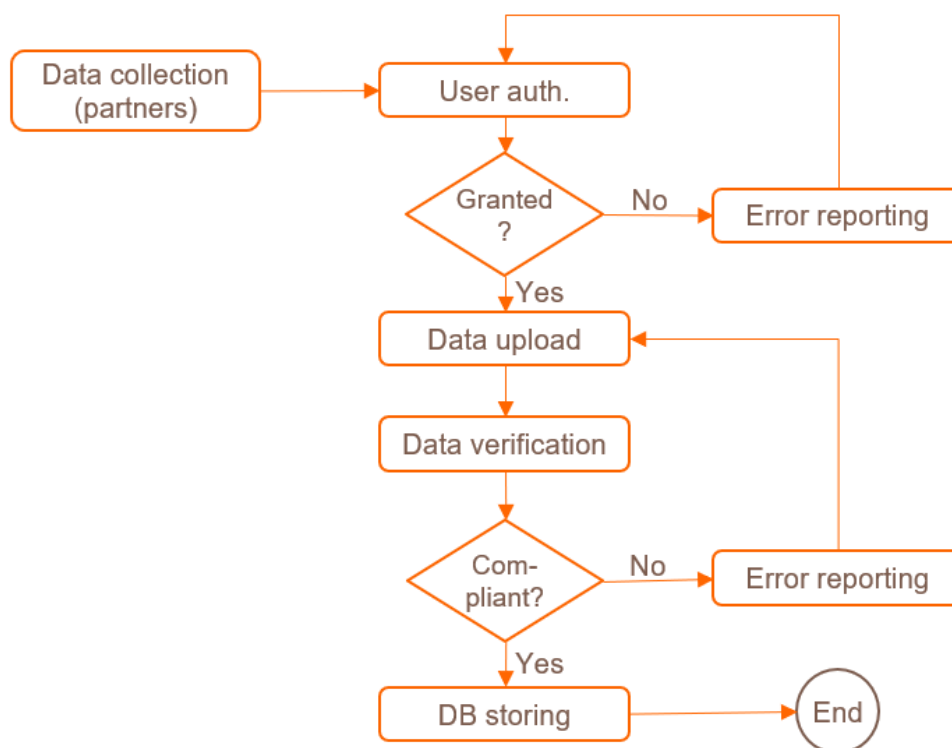 Data collection
(partners)
User auth.
Granted
?
No
Error reporting
Yes
Data upload
Data verification
Com-
pliant?
No
Error reporting
Yes
DB storing
End